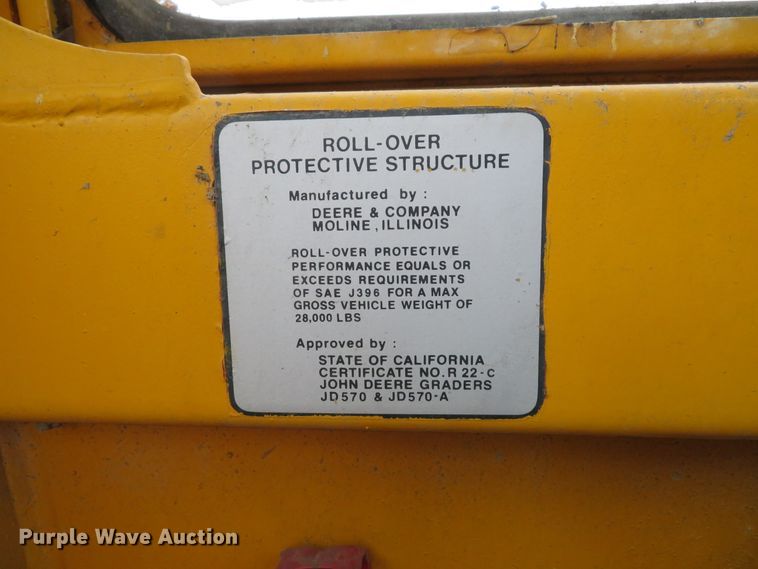 ROLL-OVER
PROTECTIVE STRUCTURE
Manufactured by :
DEERE & COMPANY
MOLINE, ILLINOIS
ROLL-OVER PROTECTIVE
PERFORMANCE EQUALS OR
EXCEEDS REQUIREMENTS
OF SAE J396 FOR A MAX
GROSS VEHICLE WEIGHT OF
28,000 LBS
Approved by :
STATE OF CALIFORNIA
CERTIFICATE NO. R 22-C
JOHN DEERE GRADERS
JD570 & JD570-A
Purple Wave Auction